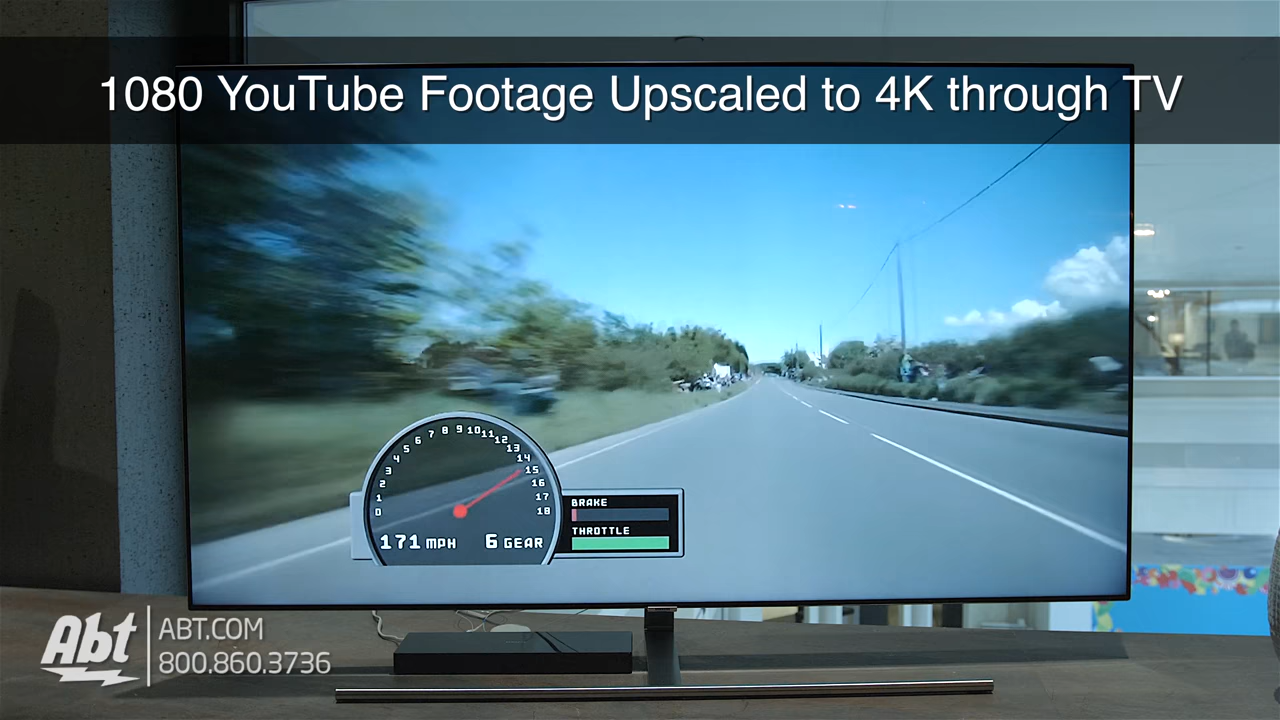 1080 YouTube Footage Upscaled to 4K through TV
0 1 2 3 4 5 6 7 8 9 10 11 12 13 14 15 16 17 18
171 MPH 6 GEAR
BRAKE
THROTTLE
Abt
ABT.COM
800.860.3736